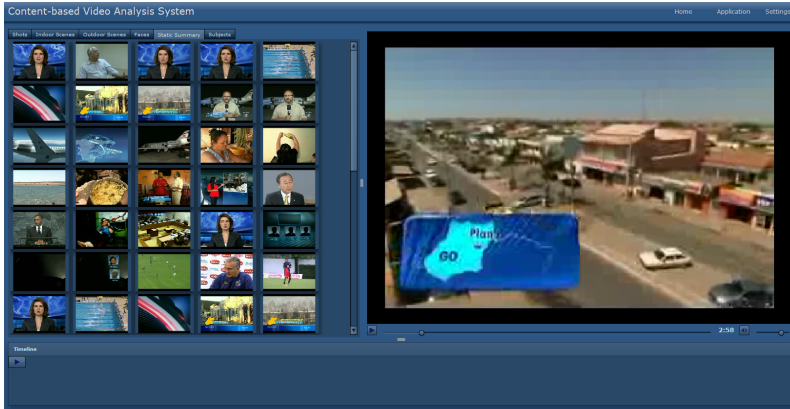 Content-based Video Analysis System
Home Application Settings
Shots Indoor Scenes Outdoor Scenes Faces Static Summary Subjects
GO
2:58
Timeline